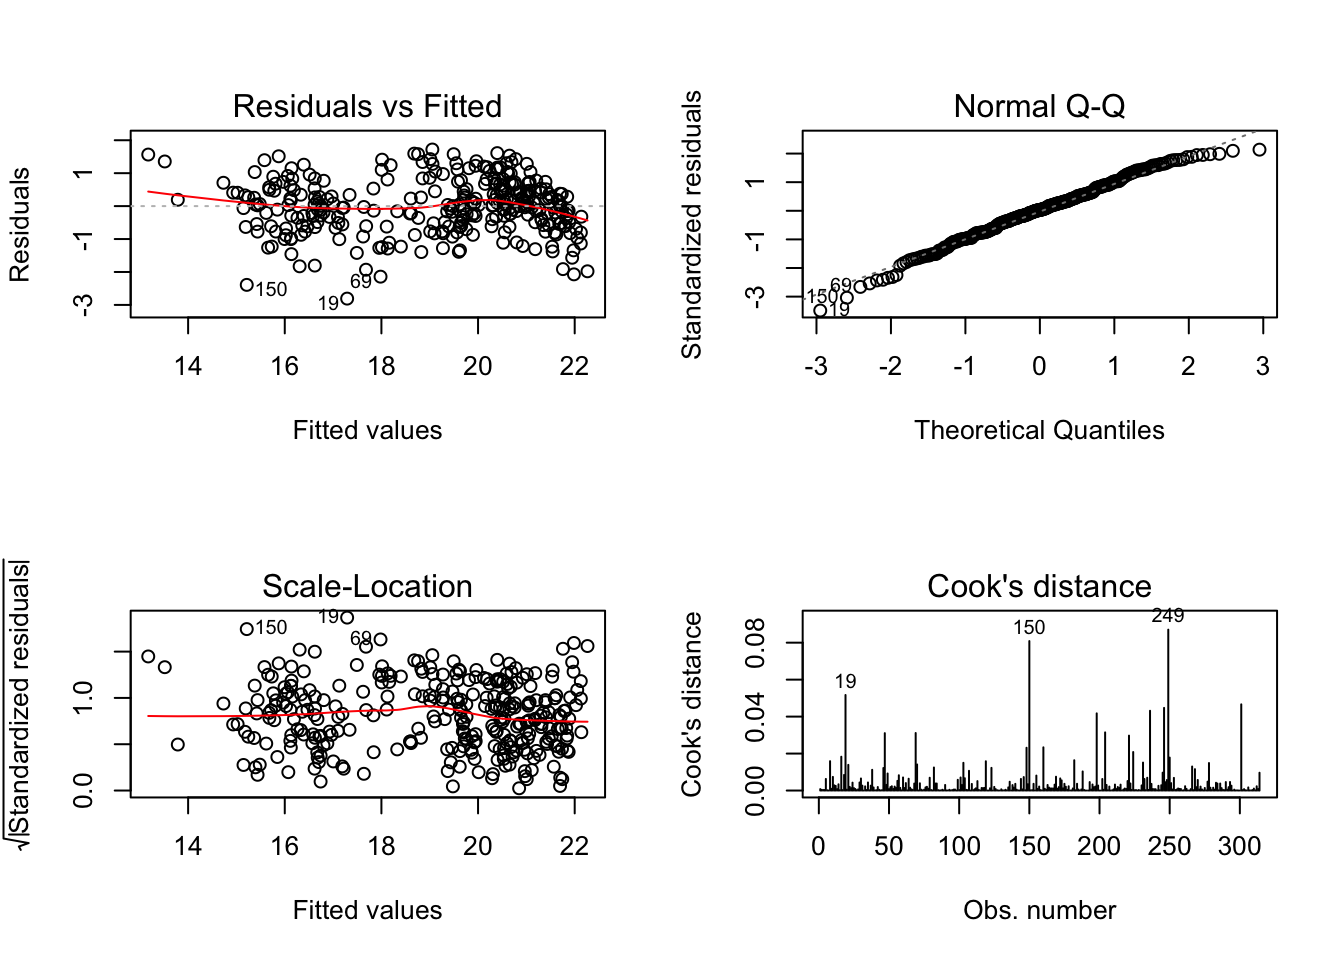 Residuals vs Fitted
Residuals
1
-1
-3
150
69
19
14 16 18 20 22
Fitted values
Normal Q-Q
Standardized residuals
1
-1
-3
69
150
19
-3 -2 -1 0 1 2 3
Theoretical Quantiles
Scale-Location
√|Standardized residuals|
1.0
0.0
19
150
69
14 16 18 20 22
Fitted values
Cook's distance
Cook's distance
0.08
0.04
0.00
249
150
19
0 50 100 150 200 250 300
Obs. number